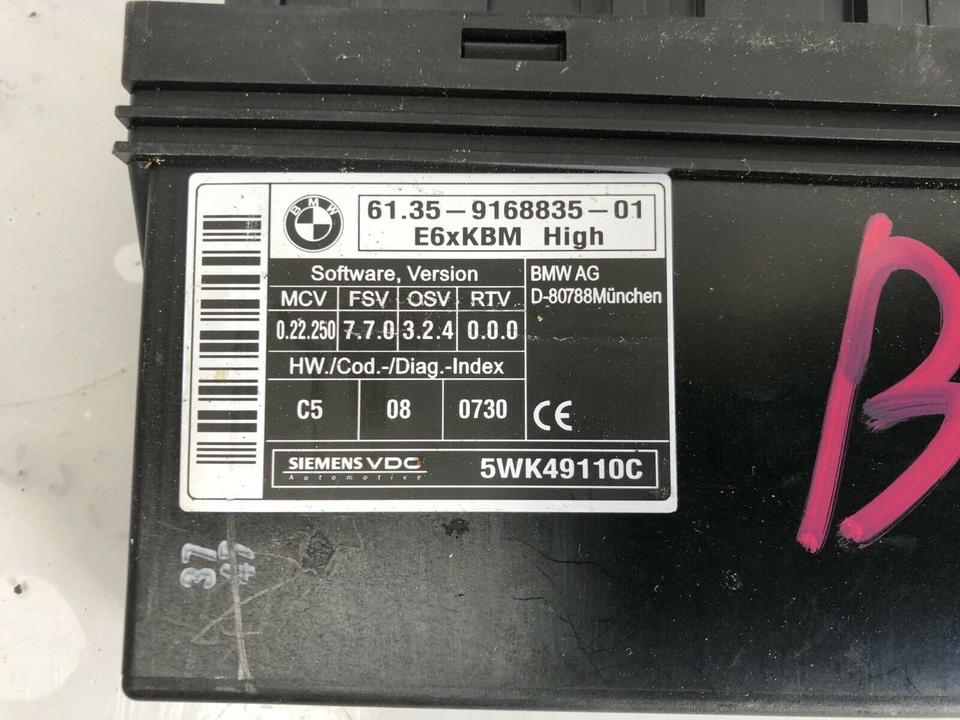 BMW
61.35-9168835-01
E6xKBM High
Software, Version
MCV FSV OSV RTV
0.22.250 7.7.0 3.2.4 0.0.0
HW./Cod.-/Diag.-Index
C5 08 0730
BMW AG
D-80788München
CE
SIEMENS VDO
Automotive
5WK49110C
B
37